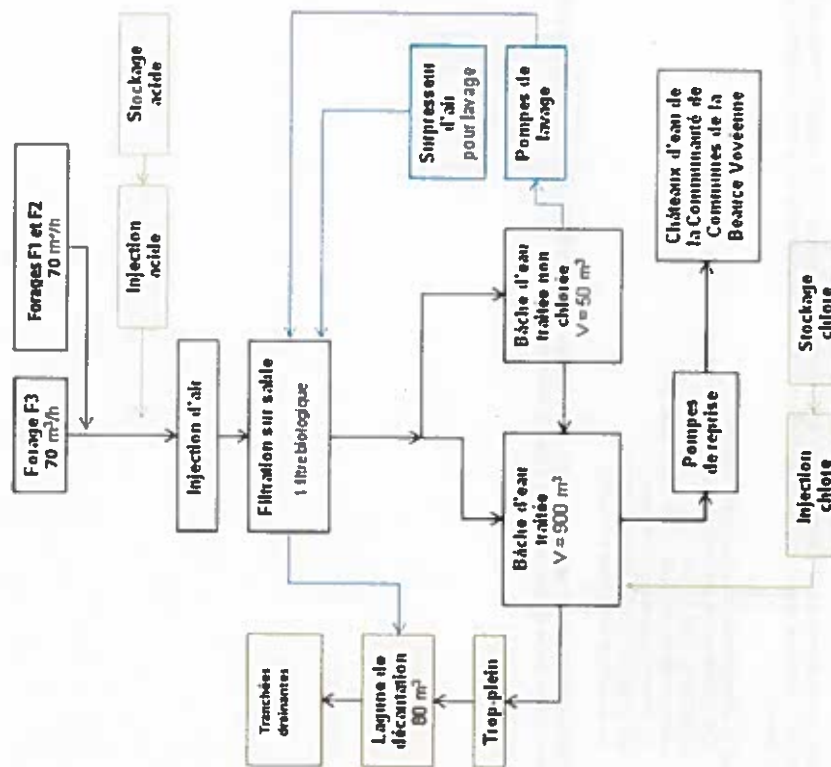 Forage F3
70 m³/h
Forages F1 et F2
70 m³/h
Stockage
acide
Injection
acide
Injection d'air
Filtration sur sable
1 filtre biologique
Surpresseur
d'air
pour lavage
Pompes de
lavage
Tranchées
drainantes
Lagune de
décantation
80 m³
Trop-plein
Bâche d'eau
traitée
V = 900 m³
Bâche d'eau
traitée non
chlorée
V = 50 m³
Pompes
de reprise
Châteaux d'eau de
la Communauté de
Communes de la
Beauce Vovéenne
Injection
chlore
Stockage
chlore